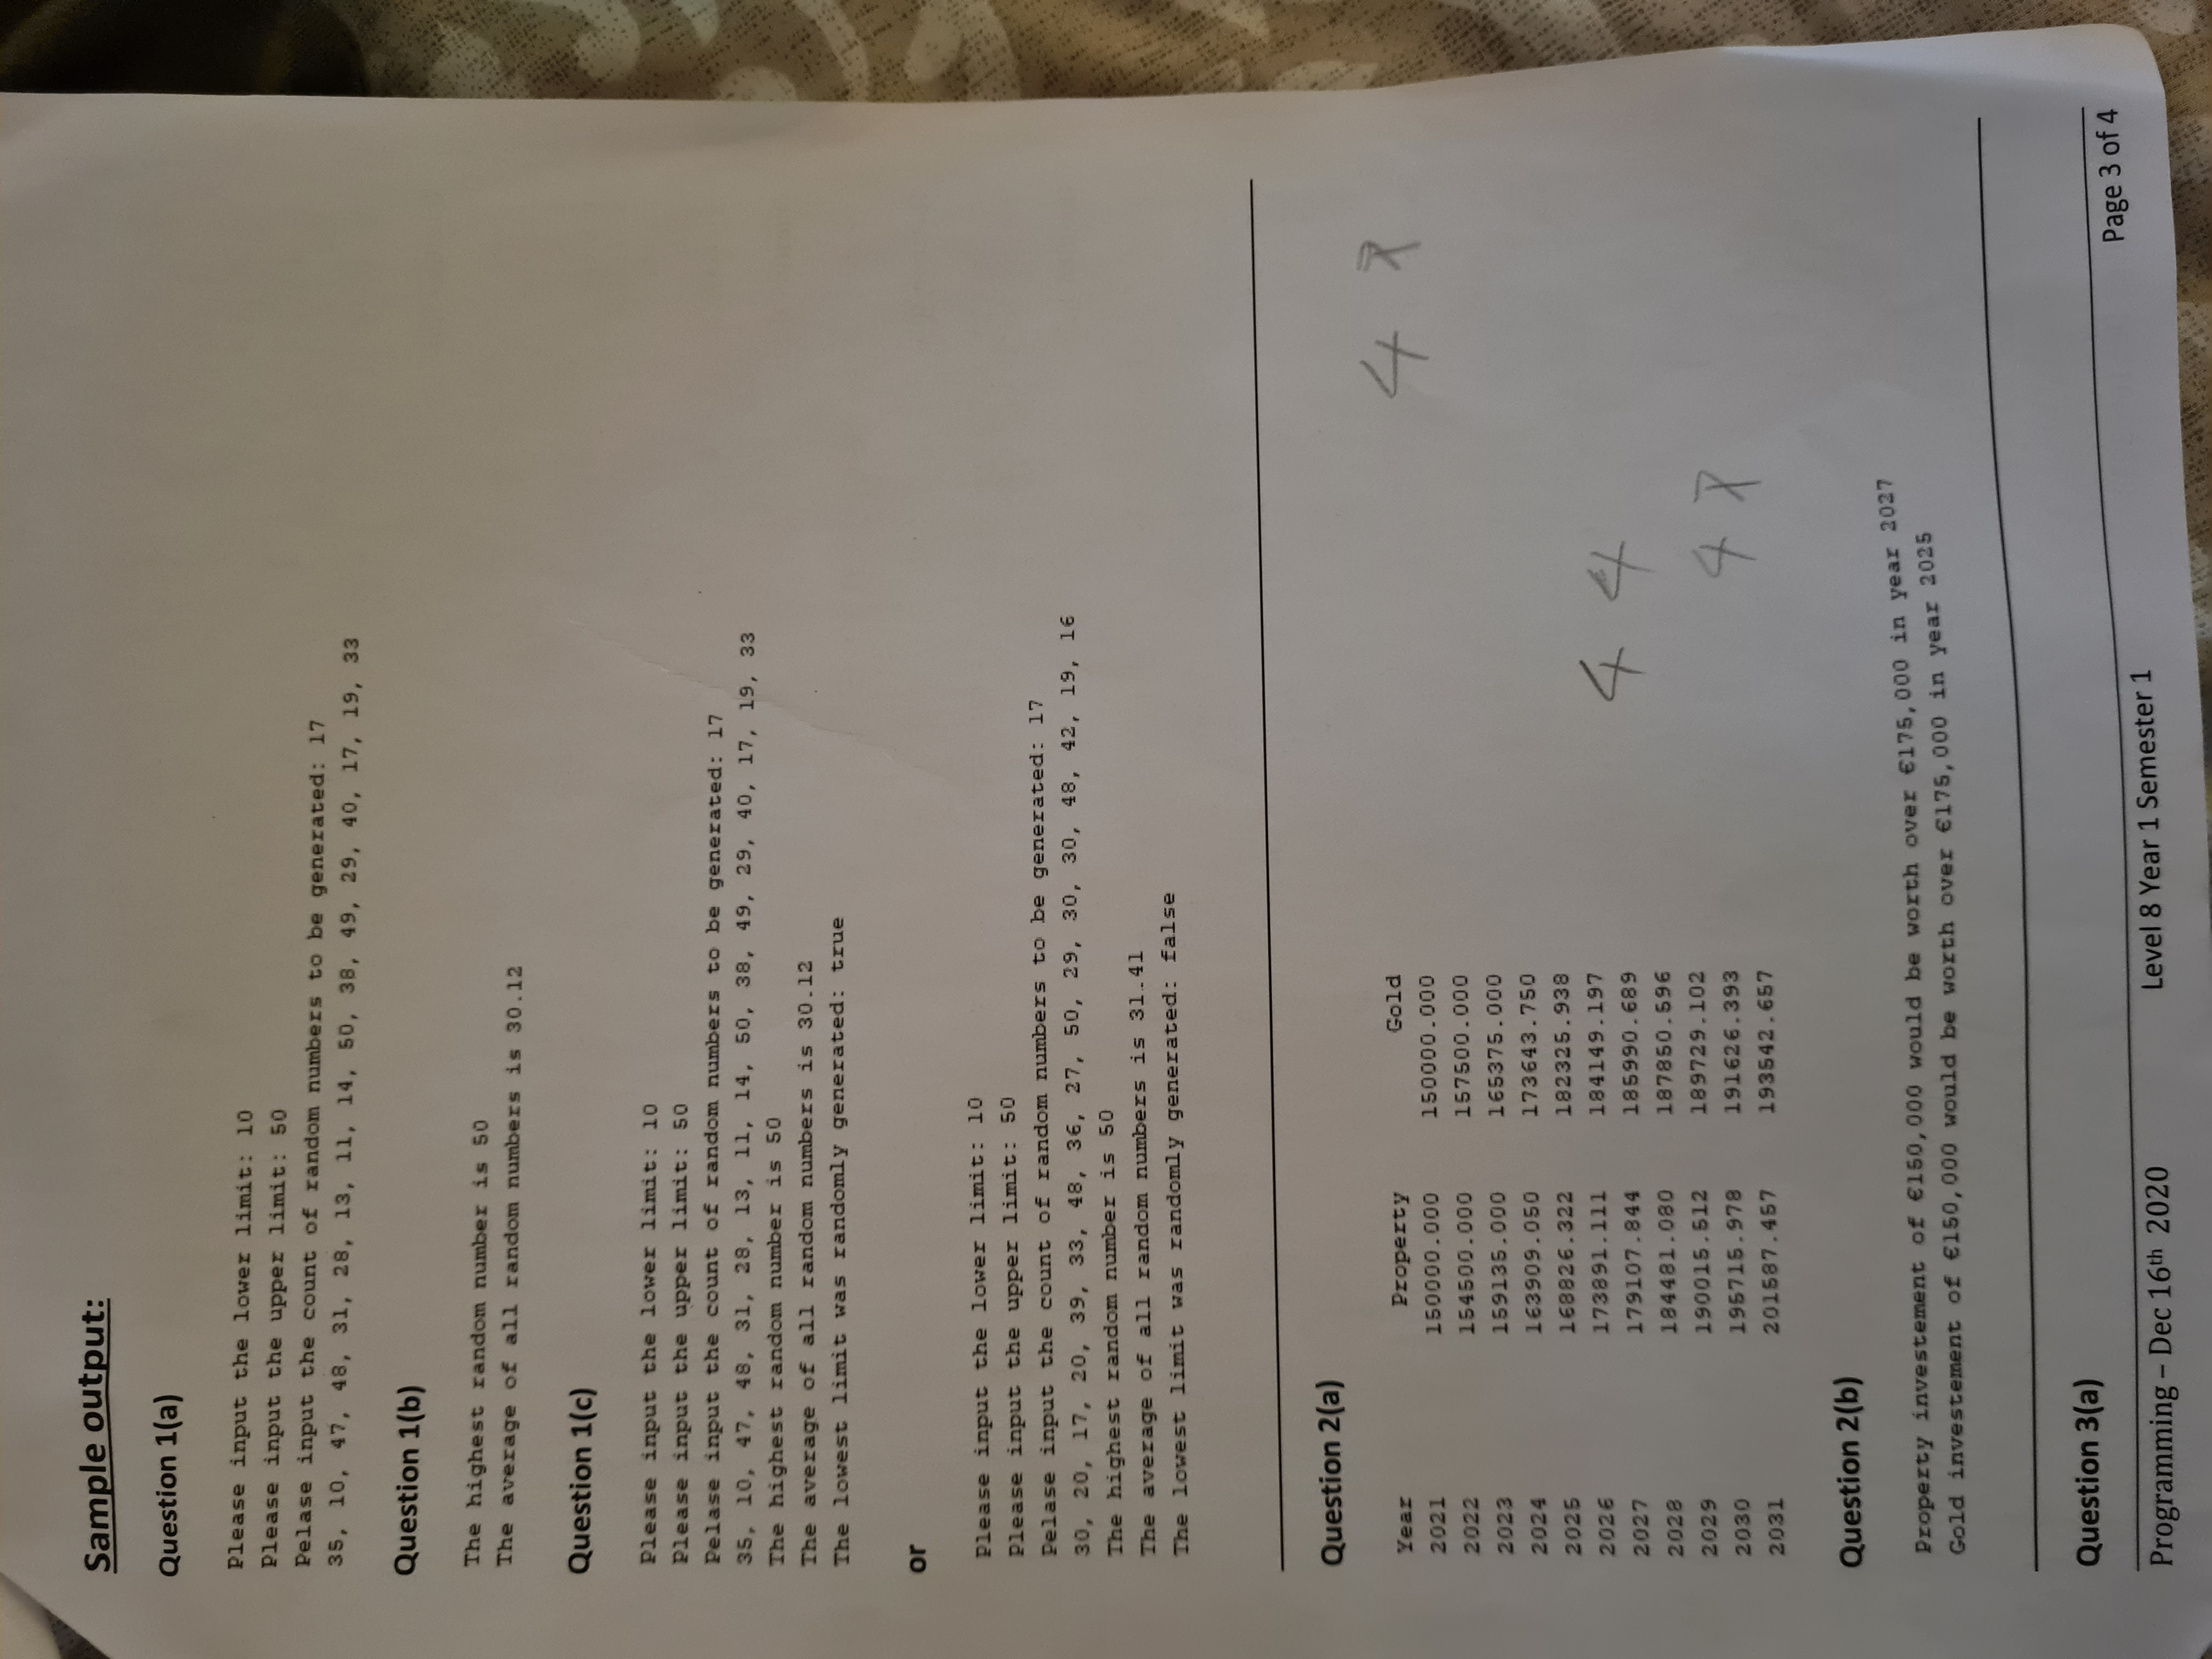 Sample output:
Question 1(a)
Please input the lower limit: 10
Please input the upper limit: 50
Pelase input the count of random numbers to be generated: 17
35, 10, 47, 48, 31, 28, 13, 11, 14, 50, 38, 49, 29, 40, 17, 19, 33
Question 1(b)
The highest random number is 50
The average of all random numbers is 30.12
Question 1(c)
Please input the lower limit: 10
Please input the upper limit: 50
Pelase input the count of random numbers to be generated: 17
35, 10, 47, 48, 31, 28, 13, 11, 14, 50, 38, 49, 29, 40, 17, 19, 33
The highest random number is 50
The average of all random numbers is 30.12
The lowest limit was randomly generated: true
or
Please input the lower limit: 10
Please input the upper limit: 50
Pelase input the count of random numbers to be generated: 17
30, 20, 17, 20, 39, 33, 48, 36, 27, 50, 29, 30, 30, 48, 42, 19, 16
The highest random number is 50
The average of all random numbers is 31.41
The lowest limit was randomly generated: false
Question 2(a)
Year Property Gold
2021 150000.000 150000.000
2022 154500.000 157500.000
2023 159135.000 165375.000
2024 163909.050 173643.750
2025 168826.322 182325.938
2026 173891.111 184149.197
2027 179107.844 185990.689
2028 184481.080 187850.596
2029 190015.512 189729.102
2030 195715.978 191626.393
2031 201587.457 193542.657
4
4 4
4
Question 2(b)
Property investement of €150,000 would be worth over €175,000 in year 2027
Gold investement of €150,000 would be worth over €175,000 in year 2025
Question 3(a)
Page 3 of 4
Programming – Dec 16th 2020 Level 8 Year 1 Semester 1